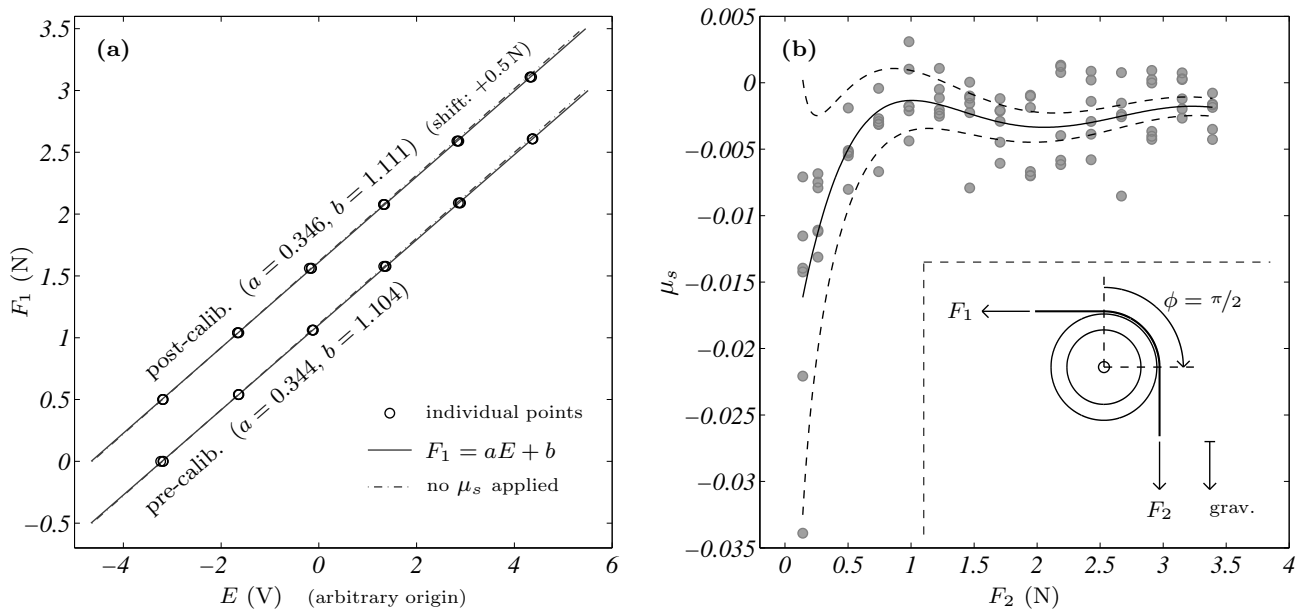 (a)
3.5
3
2.5
2
1.5
1
0.5
0
−0.5
F₁ (N)
post-calib. (a = 0.346, b = 1.111) (shift: +0.5 N)
pre-calib. (a = 0.344, b = 1.104)
individual points
F₁ = aE + b
no μₛ applied
−4 −2 0 2 4 6
E (V) (arbitrary origin)
(b)
0.005
0
−0.005
−0.01
−0.015
−0.02
−0.025
−0.03
−0.035
μₛ
ϕ = π/2
F₁
F₂
grav.
0 0.5 1 1.5 2 2.5 3 3.5 4
F₂ (N)